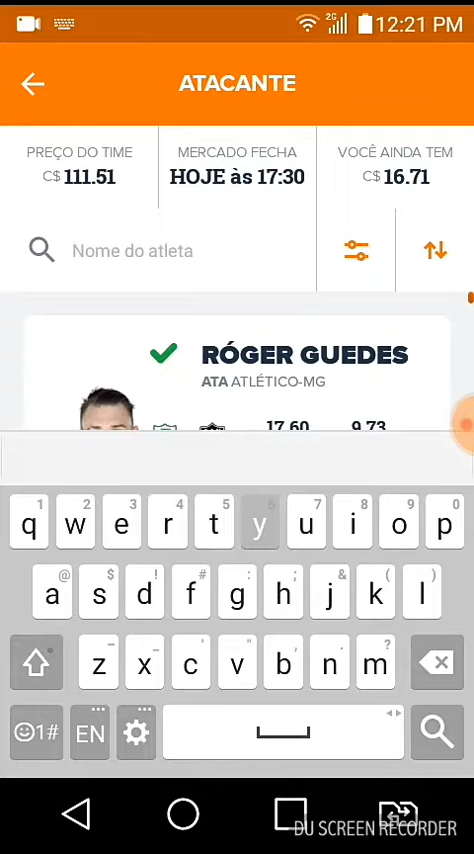 2G 12:21 PM
ATACANTE
PREÇO DO TIME
C$ 111.51
MERCADO FECHA
HOJE às 17:30
VOCÊ AINDA TEM
C$ 16.71
Nome do atleta
RÓGER GUEDES
ATA ATLÉTICO-MG
17.60 9.73
1 2 3 4 5 6 7 8 9 0
q w e r t y u i o p
@ $ ! # : ; & ( )
a s d f g h j k l
- _ ' " , . ?
z x c v b n m
1# EN
DU SCREEN RECORDER